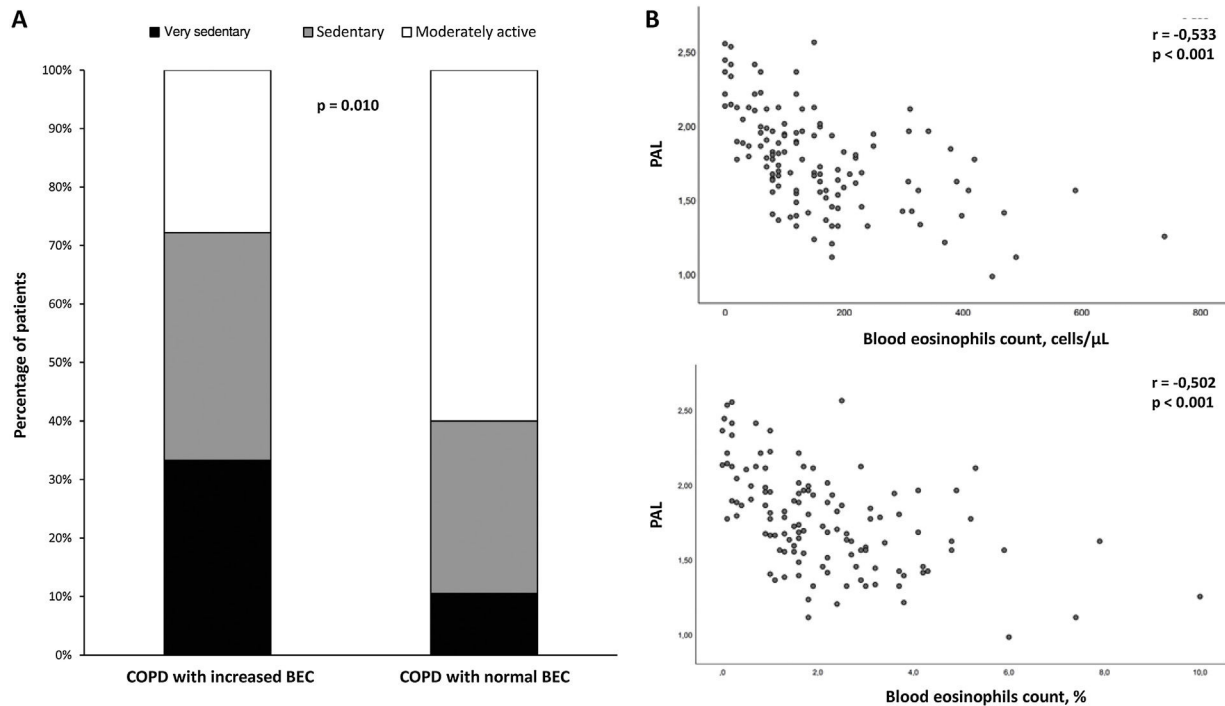 A
Very sedentary
Sedentary
Moderately active
100%
90%
80%
70%
60%
50%
40%
30%
20%
10%
0%
p = 0.010
Percentage of patients
COPD with increased BEC
COPD with normal BEC
B
r = -0,533
p < 0.001
2,50
2,00
1,50
1,00
PAL
0
200
400
600
800
Blood eosinophils count, cells/µL
r = -0,502
p < 0.001
2,50
2,00
1,50
1,00
PAL
,0
2,0
4,0
6,0
8,0
10,0
Blood eosinophils count, %